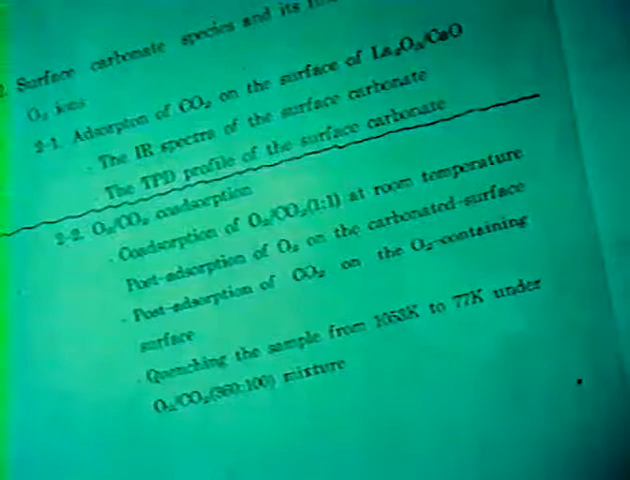 2. Surface carbonate species and its
O₂ ions
2-1. Adsorpton of CO₂ on the surface of La₂O₃/CaO
· The IR spectra of the surface carbonate
· The TPD profile of the surface carbonate
2-2. O₂/CO₂ coadsorption
· Coadsorption of O₂/CO₂(1:1) at room temperature
Post-adsorption of O₂ on the carbonated-surface
· Post-adsorption of CO₂ on the O₂-containing
surface
· Quenching the sample from 1053K to 77K under
O₂/CO₂ mixture